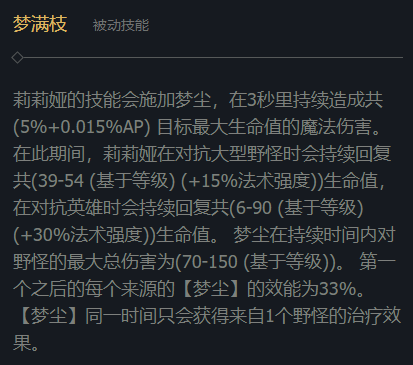 梦满枝 被动技能
莉莉娅的技能会施加梦尘，在3秒里持续造成共
(5%+0.015%AP) 目标最大生命值的魔法伤害。
在此期间，莉莉娅在对抗大型野怪时会持续回复
共(39-54 (基于等级) (+15%法术强度))生命值，
在对抗英雄时会持续回复共(6-90 (基于等级)
(+30%法术强度))生命值。 梦尘在持续时间内对
野怪的最大总伤害为(70-150 (基于等级))。 第一
个之后的每个来源的【梦尘】的效能为33%。
【梦尘】同一时间只会获得来自1个野怪的治疗效
果。